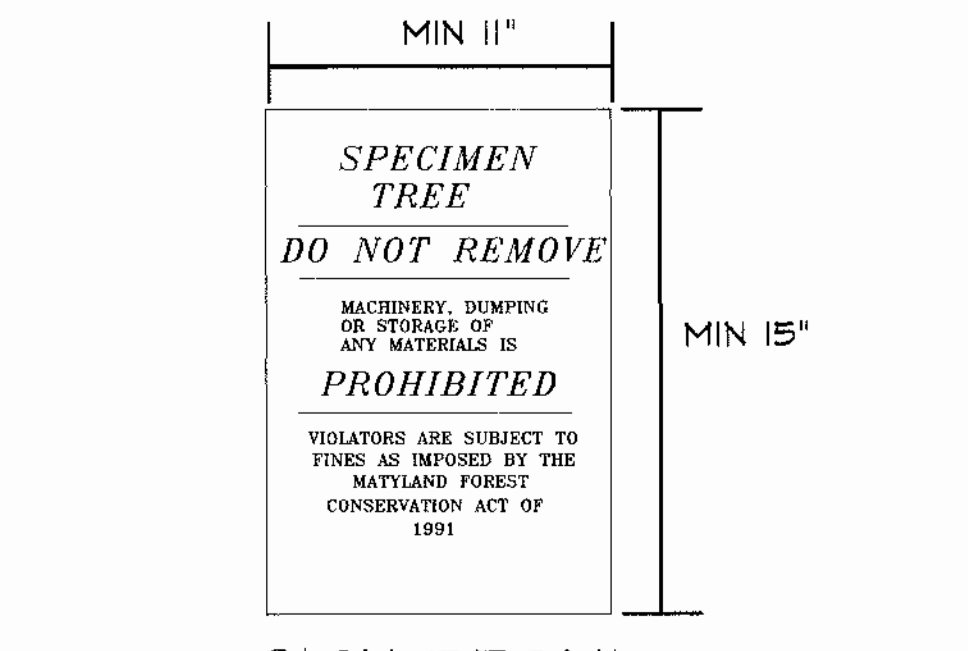 MIN 11"
SPECIMEN
TREE
DO NOT REMOVE
MACHINERY, DUMPING
OR STORAGE OF
ANY MATERIALS IS
MIN 15"
PROHIBITED
VIOLATORS ARE SUBJECT TO
FINES AS IMPOSED BY THE
MATYLAND FOREST
CONSERVATION ACT OF
1991